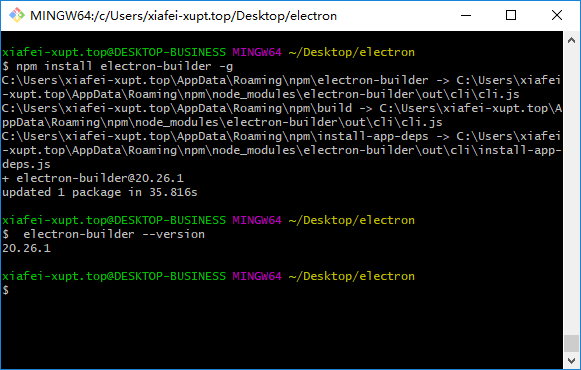 MINGW64:/c/Users/xiafei-xupt.top/Desktop/electron
xiafei-xupt.top@DESKTOP-BUSINESS MINGW64 ~/Desktop/electron
$ npm install electron-builder -g
C:\Users\xiafei-xupt.top\AppData\Roaming\npm\electron-builder -> C:\Users\xiafei
-xupt.top\AppData\Roaming\npm\node_modules\electron-builder\out\cli\cli.js
C:\Users\xiafei-xupt.top\AppData\Roaming\npm\build -> C:\Users\xiafei-xupt.top\A
ppData\Roaming\npm\node_modules\electron-builder\out\cli\cli.js
C:\Users\xiafei-xupt.top\AppData\Roaming\npm\install-app-deps -> C:\Users\xiafei
-xupt.top\AppData\Roaming\npm\node_modules\electron-builder\out\cli\install-app-
deps.js
+ electron-builder@20.26.1
updated 1 package in 35.816s
xiafei-xupt.top@DESKTOP-BUSINESS MINGW64 ~/Desktop/electron
$  electron-builder --version
20.26.1
xiafei-xupt.top@DESKTOP-BUSINESS MINGW64 ~/Desktop/electron
$